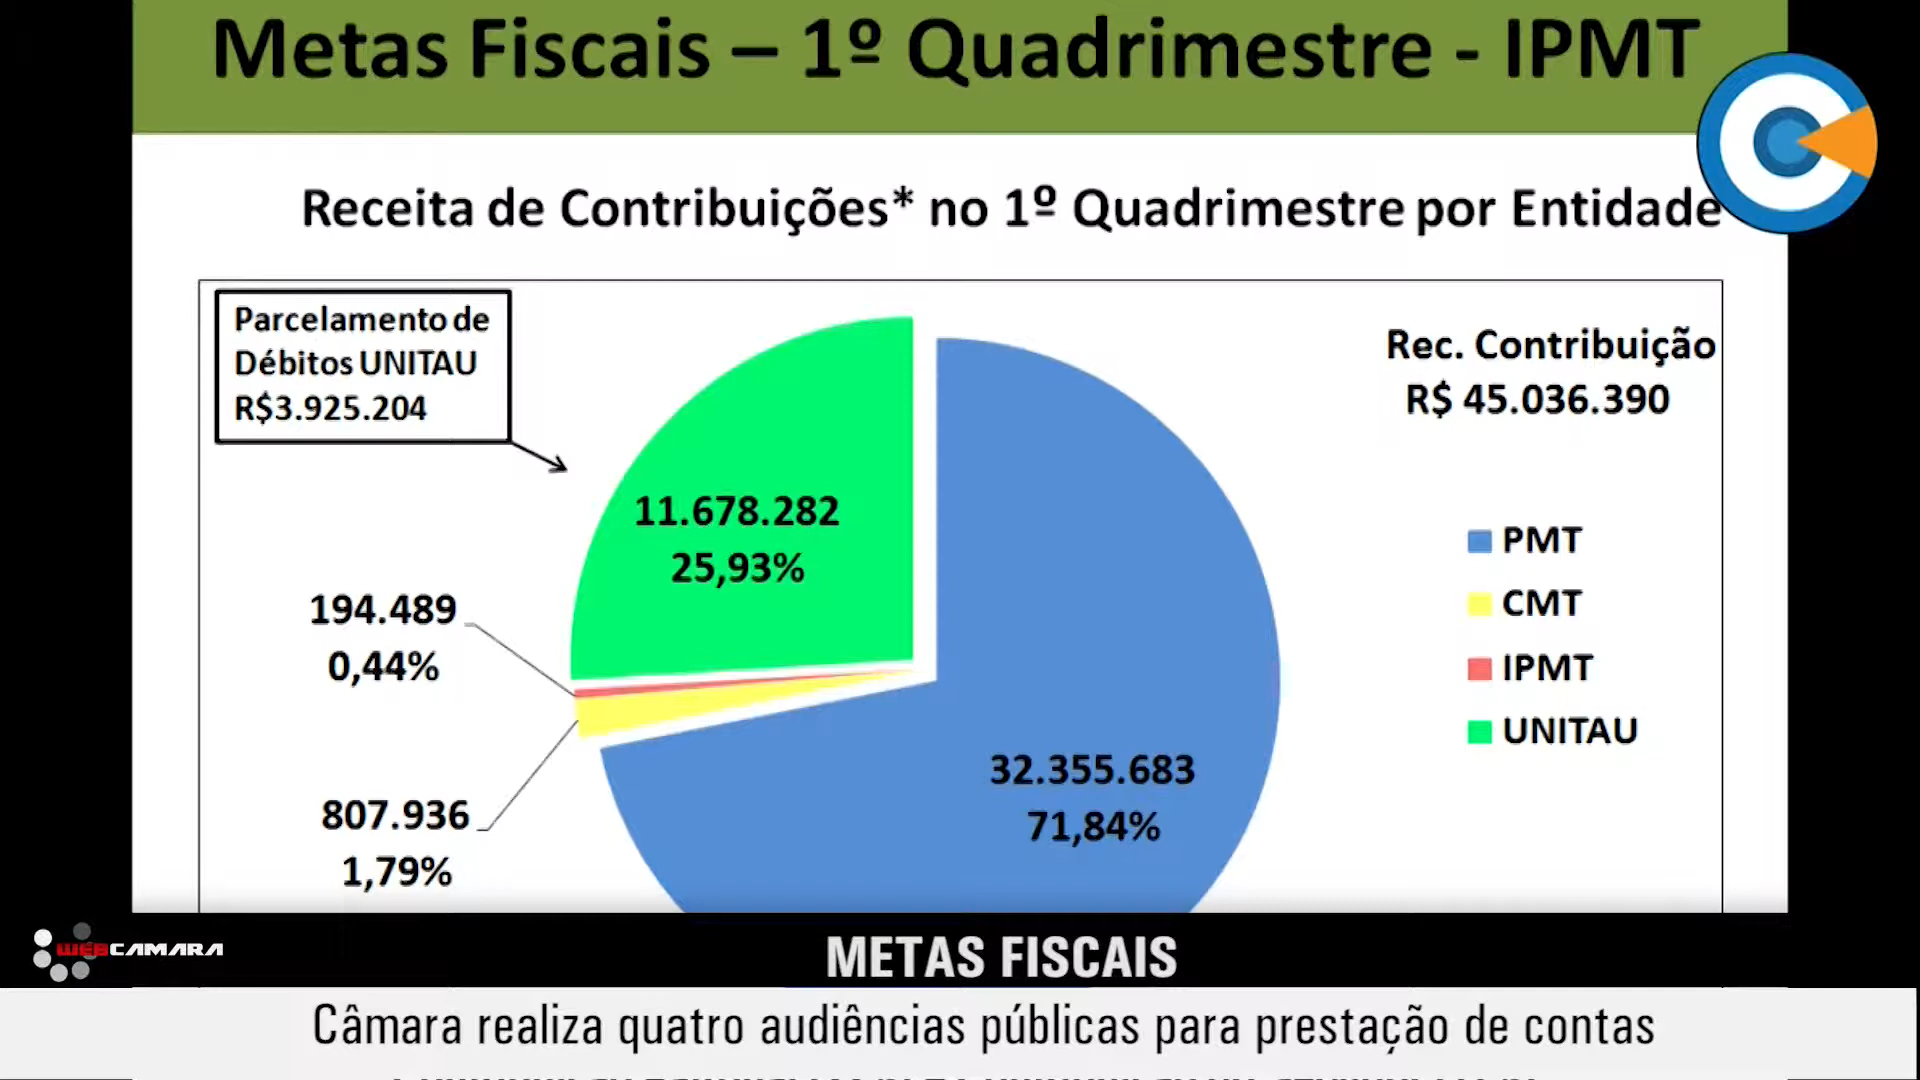 Metas Fiscais – 1º Quadrimestre - IPMT
Receita de Contribuições* no 1º Quadrimestre por Entidade
Parcelamento de
Débitos UNITAU
R$3.925.204
Rec. Contribuição
R$ 45.036.390
11.678.282
25,93%
194.489
0,44%
807.936
1,79%
32.355.683
71,84%
PMT
CMT
IPMT
UNITAU
WEBCAMARA
METAS FISCAIS
Câmara realiza quatro audiências públicas para prestação de contas